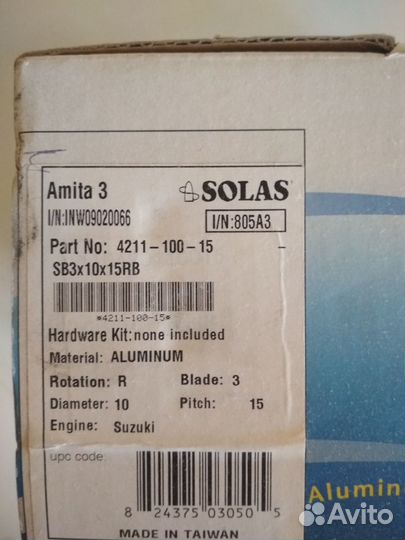 Amita 3 SOLAS
I/N:INW09020066 I/N:805A3
Part No: 4211-100-15 -
SB3x10x15RB
*4211-100-15*
Hardware Kit:none included
Material: ALUMINUM
Rotation: R Blade: 3
Diameter: 10 Pitch: 15
Engine: Suzuki
upc code:
8 24375 03050 5
MADE IN TAIWAN
Alumin
Avito